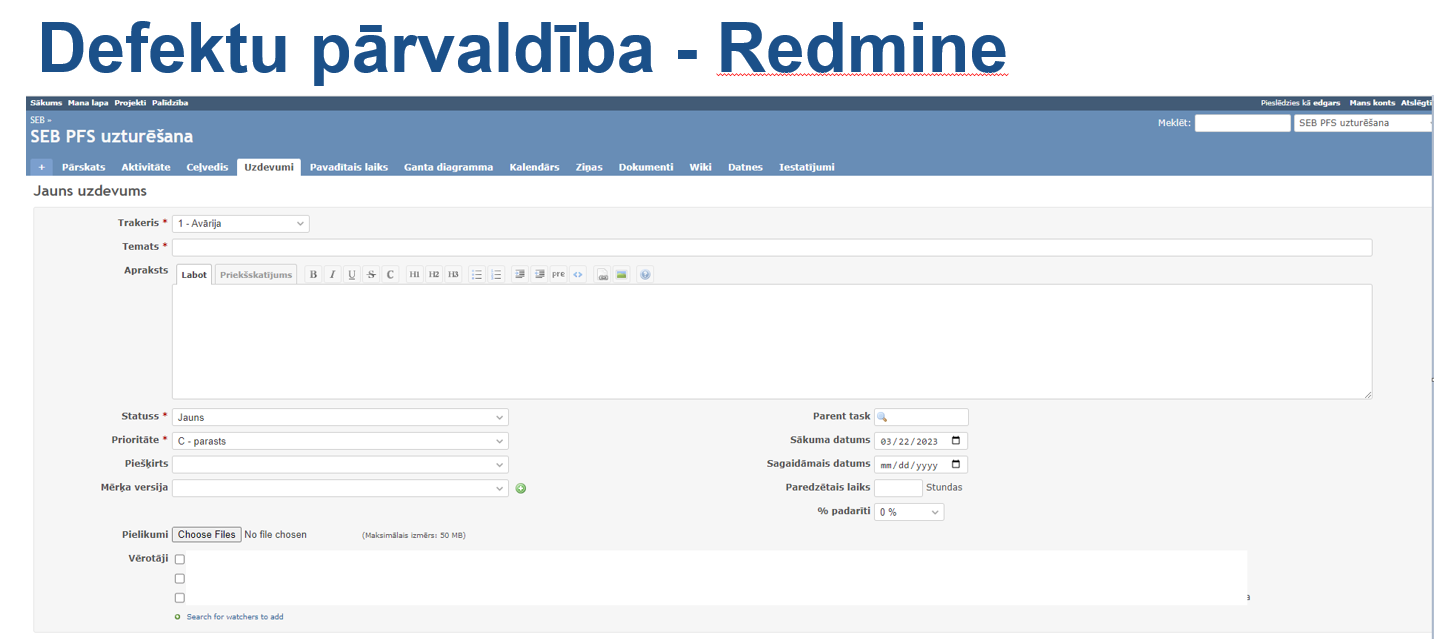 Defektu pārvaldība - Redmine
Sākums Mana lapa Projekti Palīdzība Pieslēdzies kā edgars Mans konts Atslēgti
SEB »
SEB PFS uzturēšana
Meklēt: SEB PFS uzturēšana
+ Pārskats Aktivitāte Ceļvedis Uzdevumi Pavadītais laiks Ganta diagramma Kalendārs Ziņas Dokumenti Wiki Datnes Iestatījumi
Jauns uzdevums
Trakeris * 1 - Avārija
Temats *
Apraksts Labot Priekšskatījums B I U S C H1 H2 H3 pre <>
Statuss * Jauns Parent task
Prioritāte * C - parasts Sākuma datums 03/22/2023
Piešķirts Sagaidāmais datums mm/dd/yyyy
Mērķa versija Paredzētais laiks Stundas
% padarīti 0 %
Pielikumi Choose Files No file chosen (Maksimālais izmērs: 50 MB)
Vērotāji
Search for watchers to add